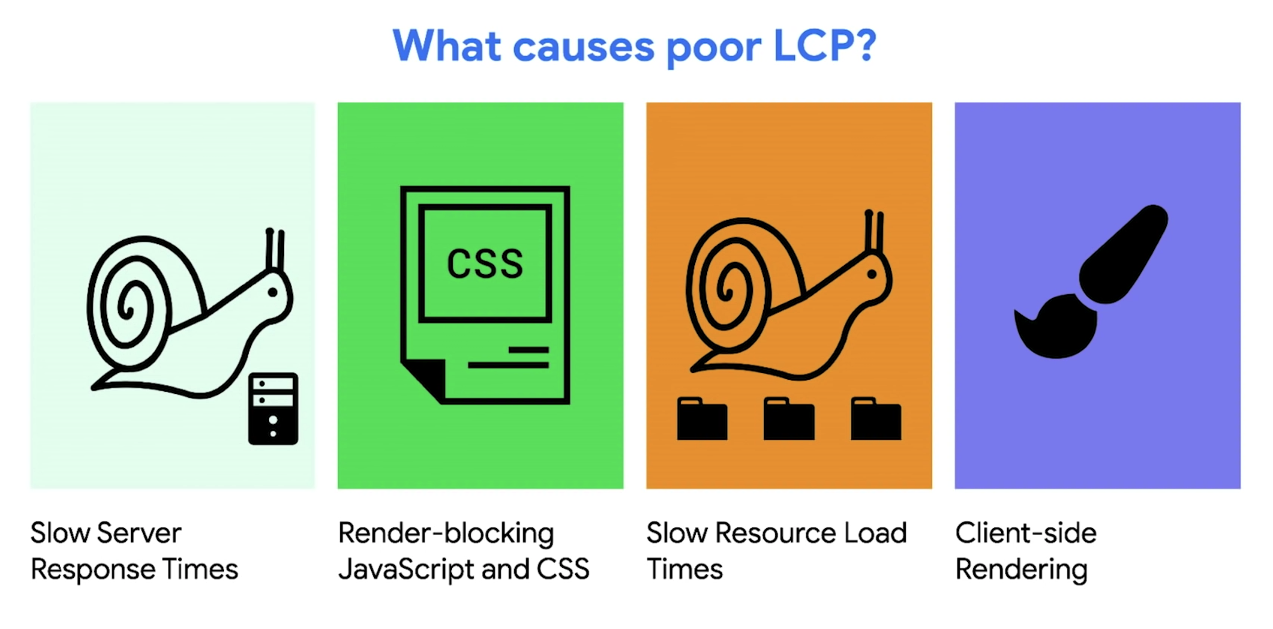 What causes poor LCP?
CSS
Slow Server
Response Times
Render-blocking
JavaScript and CSS
Slow Resource Load
Times
Client-side
Rendering